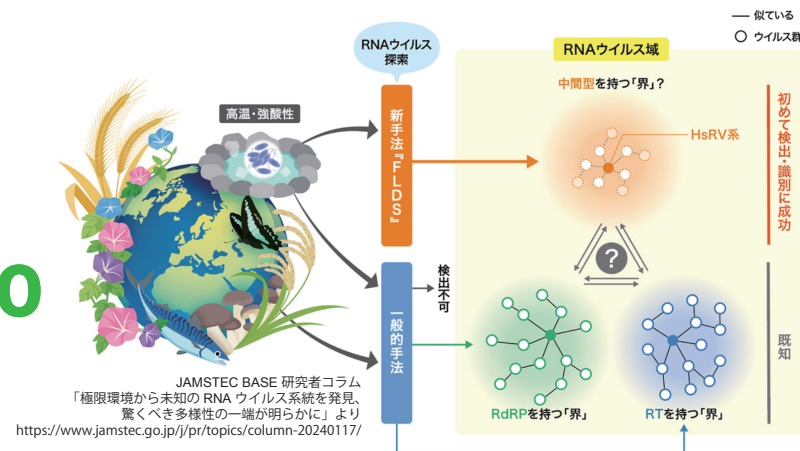 似ている
ウイルス群
RNAウイルス
探索
RNAウイルス域
中間型を持つ「界」?
高温・強酸性
新手法『FLDS』
HsRV系
初めて検出・識別に成功
?
検出不可
一般的手法
既知
RdRPを持つ「界」
RTを持つ「界」
0
JAMSTEC BASE 研究者コラム
「極限環境から未知の RNA ウイルス系統を発見、
驚くべき多様性の一端が明らかに」より
https://www.jamstec.go.jp/j/pr/topics/column-20240117/